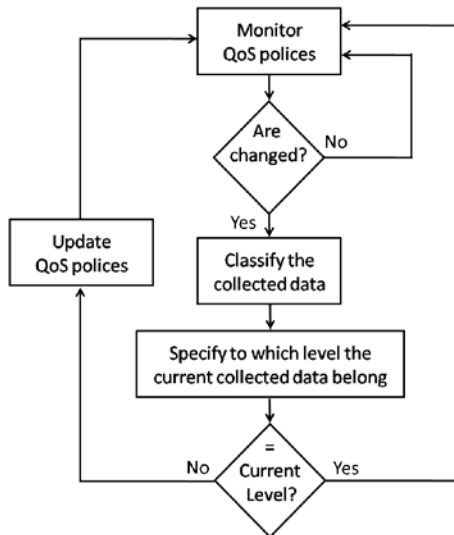 Monitor
QoS polices
Are
changed?
No
Yes
Update
QoS polices
Classify the
collected data
Specify to which level the
current collected data belong
=
Current
Level?
No
Yes